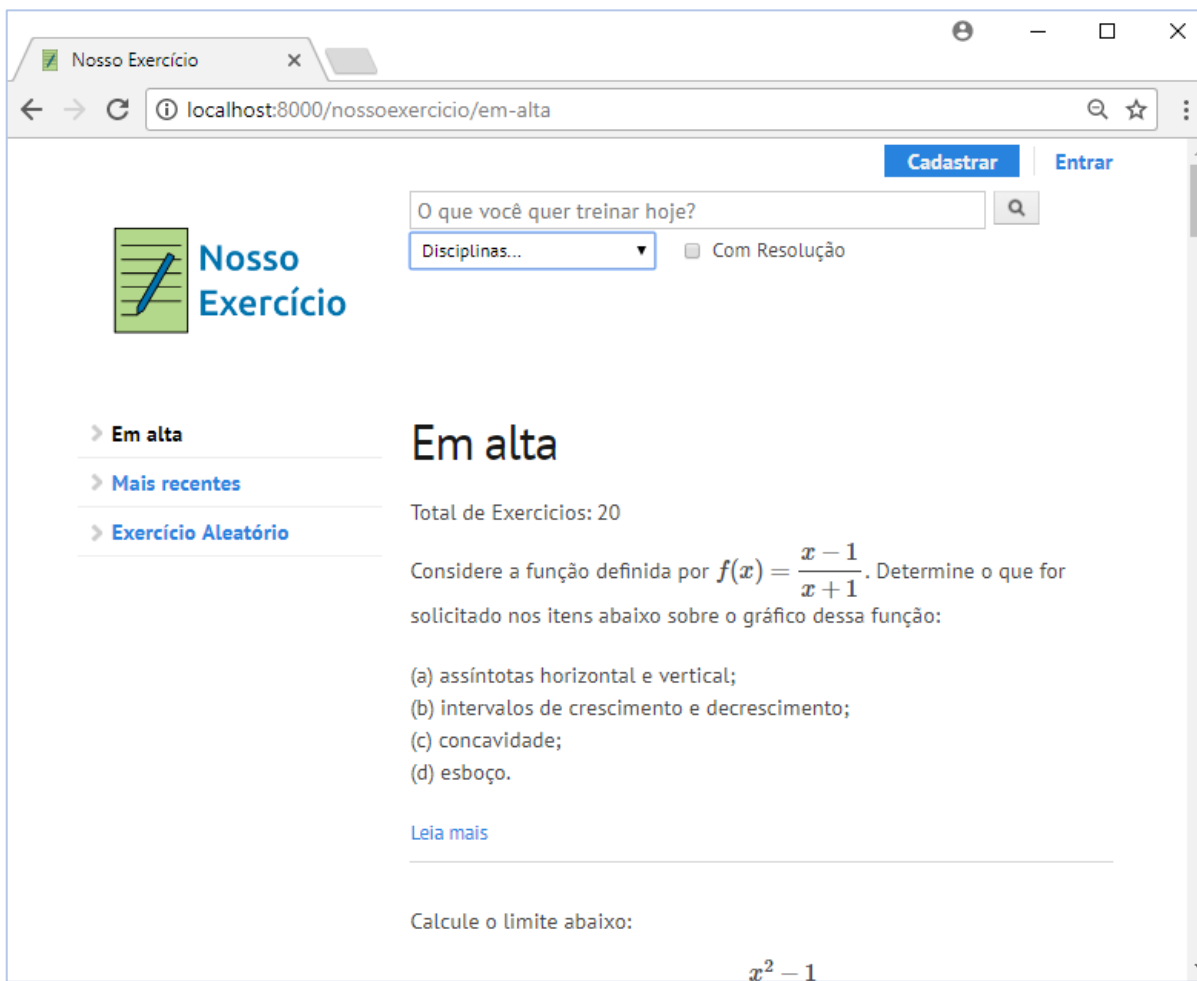 Nosso Exercício
localhost:8000/nossoexercicio/em-alta
Cadastrar Entrar
O que você quer treinar hoje?
Disciplinas... Com Resolução
Nosso
Exercício
Em alta
Mais recentes
Exercício Aleatório
Em alta
Total de Exercicios: 20
Considere a função definida por f(x) = \frac{x − 1}{x + 1}. Determine o que for
solicitado nos itens abaixo sobre o gráfico dessa função:
(a) assíntotas horizontal e vertical;
(b) intervalos de crescimento e decrescimento;
(c) concavidade;
(d) esboço.
Leia mais
Calcule o limite abaixo:
x² − 1